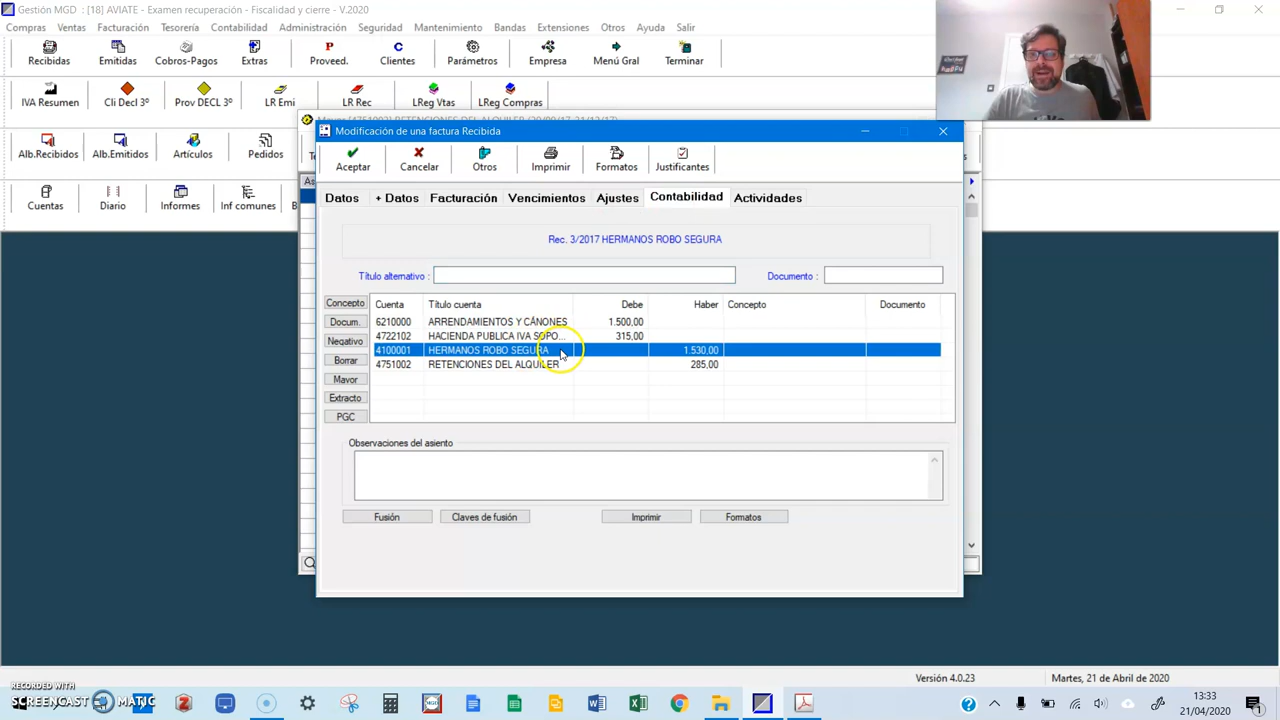 Gestión MGD : [18] AVIATE - Examen recuperación - Fiscalidad y cierre - V.2020
Compras Ventas Facturación Tesorería Contabilidad Administración Seguridad Mantenimiento Bandas Extensiones Otros Ayuda Salir
Recibidas Emitidas Cobros-Pagos Extras Proveed. Clientes Parámetros Empresa Menú Gral Terminar
IVA Resumen Cli Decl 3º Prov DECL 3º LR Emi LR Rec LReg Vtas LReg Compras
Modificación de una factura Recibida
Alb.Recibidos Alb.Emitidos Artículos Pedidos
Aceptar Cancelar Otros Imprimir Formatos Justificantes
Cuentas Diario Informes Inf comunes
Datos + Datos Facturación Vencimientos Ajustes Contabilidad Actividades
Rec. 3/2017 HERMANOS ROBO SEGURA
Título alternativo : Documento :
Concepto Cuenta Título cuenta Debe Haber Concepto Documento
Docum. 6210000 ARRENDAMIENTOS Y CÁNONES 1.500,00
Negativo 4722102 HACIENDA PUBLICA IVA SOPO... 315,00
4100001 HERMANOS ROBO SEGURA 1.530,00
Borrar 4751002 RETENCIONES DEL ALQUILER 285,00
Mayor
Extracto
PGC
Observaciones del asiento
Fusión Claves de fusión Imprimir Formatos
Versión 4.0.23 Martes, 21 de Abril de 2020
RECORDED WITH
SCREENCAST MATIC
13:33
21/04/2020